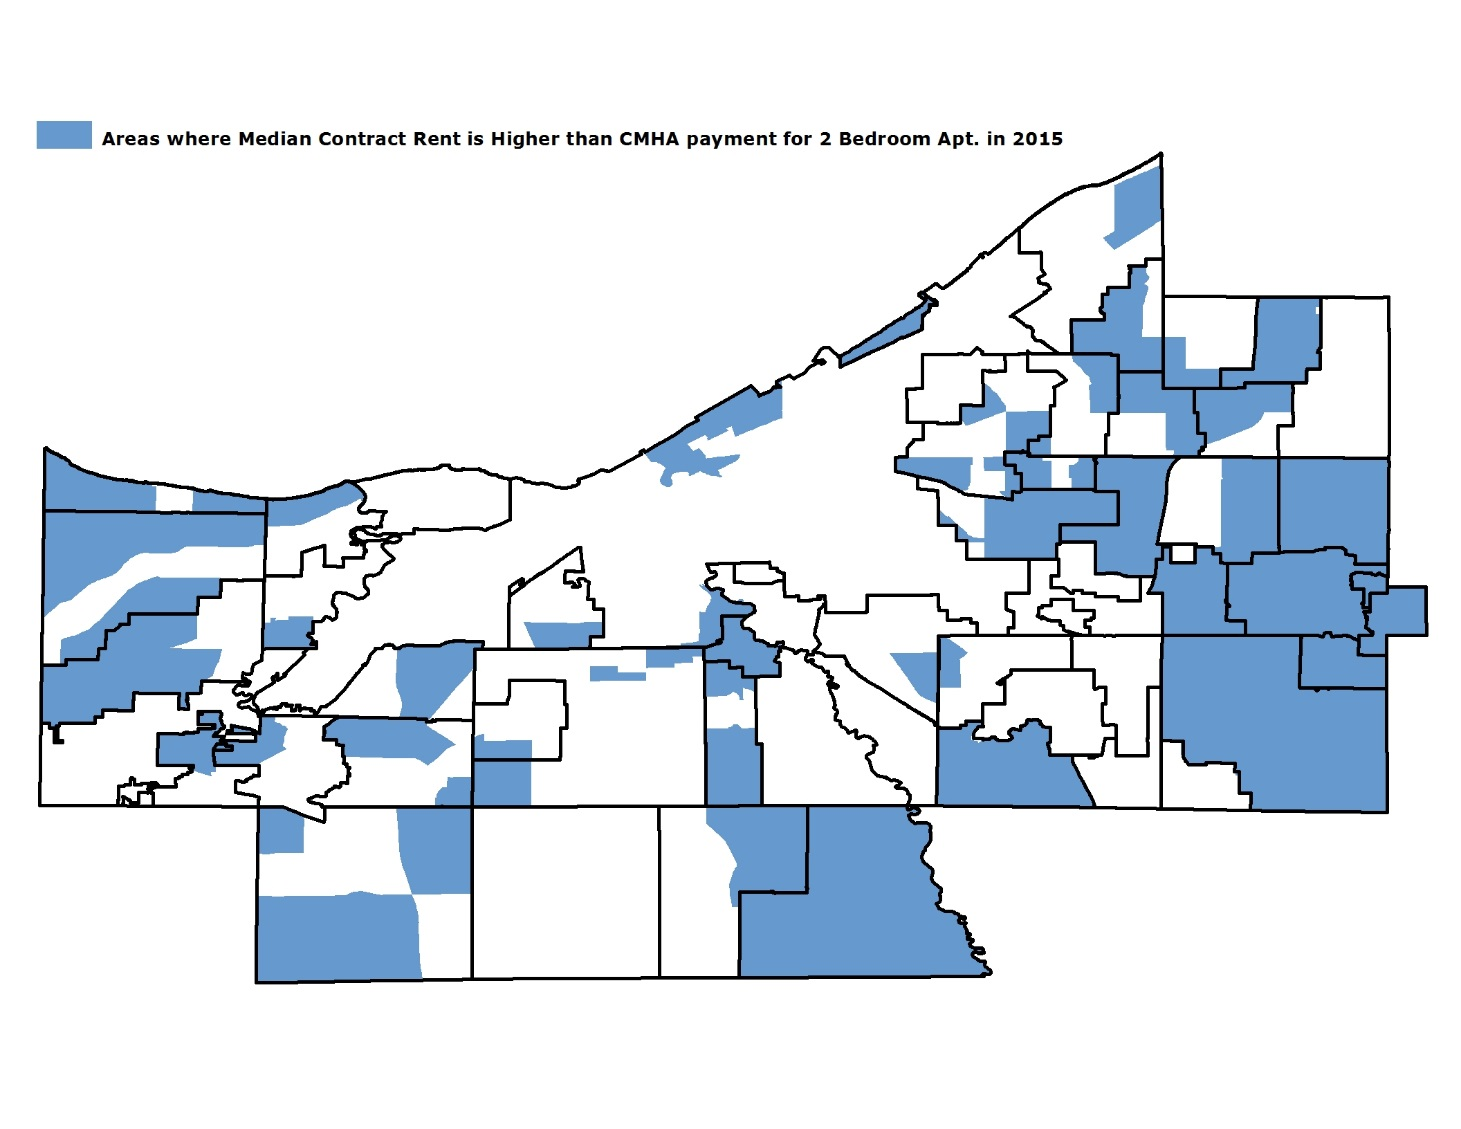 Areas where Median Contract Rent is Higher than CMHA payment for 2 Bedroom Apt. in 2015